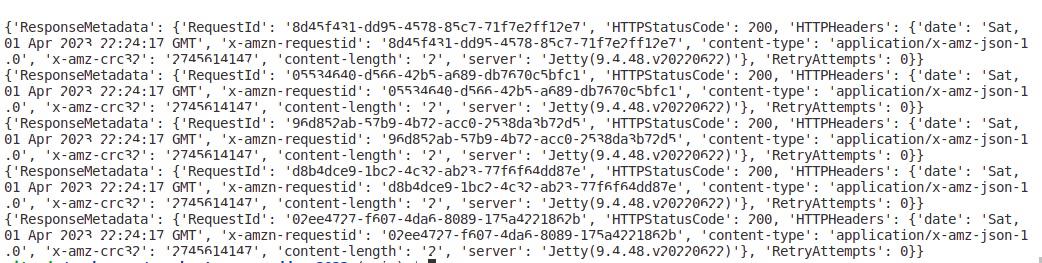 {'ResponseMetadata': {'RequestId': '8d45f431-dd95-4578-85c7-71f7e2ff12e7', 'HTTPStatusCode': 200, 'HTTPHeaders': {'date': 'Sat,
01 Apr 2023 22:24:17 GMT', 'x-amzn-requestid': '8d45f431-dd95-4578-85c7-71f7e2ff12e7', 'content-type': 'application/x-amz-json-1
.0', 'x-amz-crc32': '2745614147', 'content-length': '2', 'server': 'Jetty(9.4.48.v20220622)'}, 'RetryAttempts': 0}}
{'ResponseMetadata': {'RequestId': '05534640-d566-42b5-a689-db7670c5bfc1', 'HTTPStatusCode': 200, 'HTTPHeaders': {'date': 'Sat,
01 Apr 2023 22:24:17 GMT', 'x-amzn-requestid': '05534640-d566-42b5-a689-db7670c5bfc1', 'content-type': 'application/x-amz-json-1
.0', 'x-amz-crc32': '2745614147', 'content-length': '2', 'server': 'Jetty(9.4.48.v20220622)'}, 'RetryAttempts': 0}}
{'ResponseMetadata': {'RequestId': '96d852ab-57b9-4b72-acc0-2538da3b72d5', 'HTTPStatusCode': 200, 'HTTPHeaders': {'date': 'Sat,
01 Apr 2023 22:24:17 GMT', 'x-amzn-requestid': '96d852ab-57b9-4b72-acc0-2538da3b72d5', 'content-type': 'application/x-amz-json-1
.0', 'x-amz-crc32': '2745614147', 'content-length': '2', 'server': 'Jetty(9.4.48.v20220622)'}, 'RetryAttempts': 0}}
{'ResponseMetadata': {'RequestId': 'd8b4dce9-1bc2-4c32-ab23-77f6f64dd87e', 'HTTPStatusCode': 200, 'HTTPHeaders': {'date': 'Sat,
01 Apr 2023 22:24:17 GMT', 'x-amzn-requestid': 'd8b4dce9-1bc2-4c32-ab23-77f6f64dd87e', 'content-type': 'application/x-amz-json-1
.0', 'x-amz-crc32': '2745614147', 'content-length': '2', 'server': 'Jetty(9.4.48.v20220622)'}, 'RetryAttempts': 0}}
{'ResponseMetadata': {'RequestId': '02ee4727-f607-4da6-8089-175a4221862b', 'HTTPStatusCode': 200, 'HTTPHeaders': {'date': 'Sat,
01 Apr 2023 22:24:17 GMT', 'x-amzn-requestid': '02ee4727-f607-4da6-8089-175a4221862b', 'content-type': 'application/x-amz-json-1
.0', 'x-amz-crc32': '2745614147', 'content-length': '2', 'server': 'Jetty(9.4.48.v20220622)'}, 'RetryAttempts': 0}}